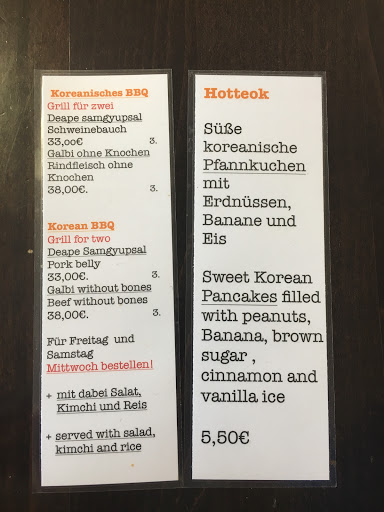 Koreanisches BBQ
Grill für zwei
Deape samgyupsal
Schweinebauch
33,oo€ 3.
Galbi ohne Knochen
Rindfleisch ohne
Knochen
38,00€. 3.
Korean BBQ
Grill for two
Deape Samgyupsal
Pork belly
33,00€. 3.
Galbi without bones
Beef without bones
38,00€. 3.
Für Freitag und
Samstag
Mittwoch bestellen!
+ mit dabei Salat,
Kimchi und Reis
+ served with salad,
kimchi and rice
Hotteok
Süße
koreanische
Pfannkuchen
mit
Erdnüssen,
Banane und
Eis
Sweet Korean
Pancakes filled
with peanuts,
Banana, brown
sugar ,
cinnamon and
vanilla ice
5,50€